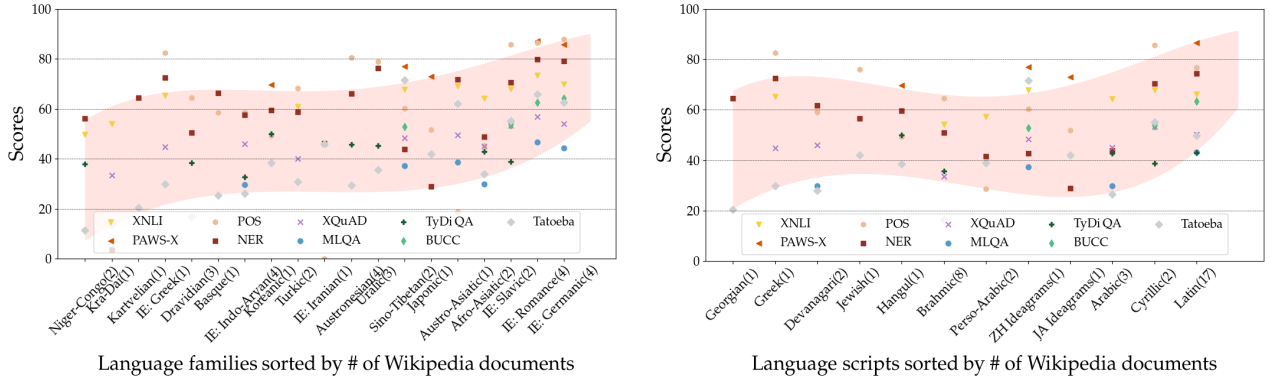 100
80
60
40
20
0
Scores
XNLI
PAWS-X
POS
NER
XQuAD
MLQA
TyDi QA
BUCC
Tatoeba
Niger-Congo(2)
Kra-Dai(1)
Kartvelian(1)
IE: Greek(1)
Dravidian(3)
Basque(1)
IE: Indo-Aryan(4)
Koreanic(1)
Turkic(2)
IE: Iranian(1)
Austronesian(4)
Uralic(3)
Sino-Tibetan(2)
Japonic(1)
Austro-Asiatic(1)
Afro-Asiatic(2)
IE: Slavic(2)
IE: Romance(4)
IE: Germanic(4)
Language families sorted by # of Wikipedia documents
100
80
60
40
20
0
Scores
XNLI
PAWS-X
POS
NER
XQuAD
MLQA
TyDi QA
BUCC
Tatoeba
Georgian(1)
Greek(1)
Devanagari(2)
Jewish(1)
Hangul(1)
Brahmic(8)
Perso-Arabic(2)
ZH Ideagrams(1)
JA Ideagrams(1)
Arabic(3)
Cyrillic(2)
Latin(17)
Language scripts sorted by # of Wikipedia documents